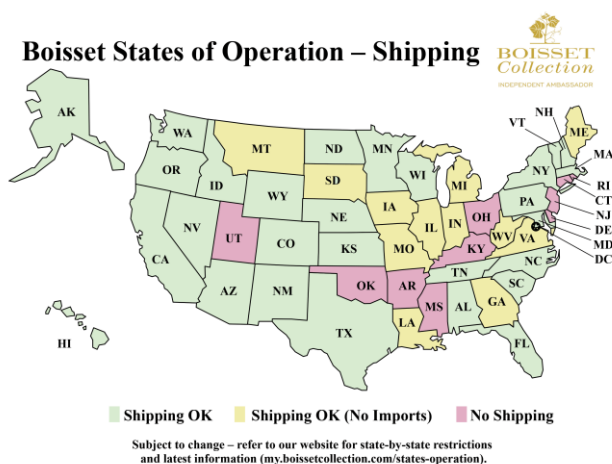 Boisset States of Operation – Shipping
BOISSET
Collection
INDEPENDENT AMBASSADOR
AK
WA
OR
CA
NV
ID
MT
WY
UT
AZ
CO
NM
ND
SD
NE
KS
OK
TX
MN
IA
MO
AR
LA
WI
IL
MI
IN
OH
KY
TN
MS
AL
GA
FL
SC
NC
VA
WV
PA
NY
VT
NH
ME
MA
RI
CT
NJ
DE
MD
DC
HI
Shipping OK
Shipping OK (No Imports)
No Shipping
Subject to change – refer to our website for state-by-state restrictions
and latest information (my.boissetcollection.com/states-operation).